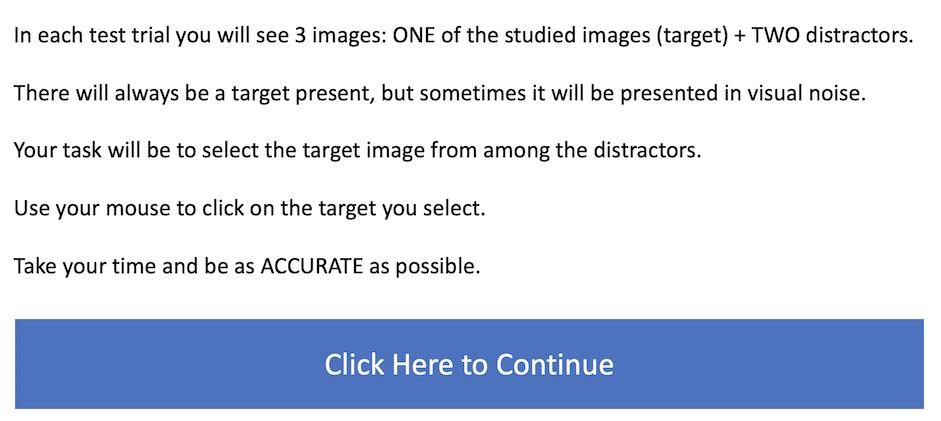 In each test trial you will see 3 images: ONE of the studied images (target) + TWO distractors.
There will always be a target present, but sometimes it will be presented in visual noise.
Your task will be to select the target image from among the distractors.
Use your mouse to click on the target you select.
Take your time and be as ACCURATE as possible.
Click Here to Continue